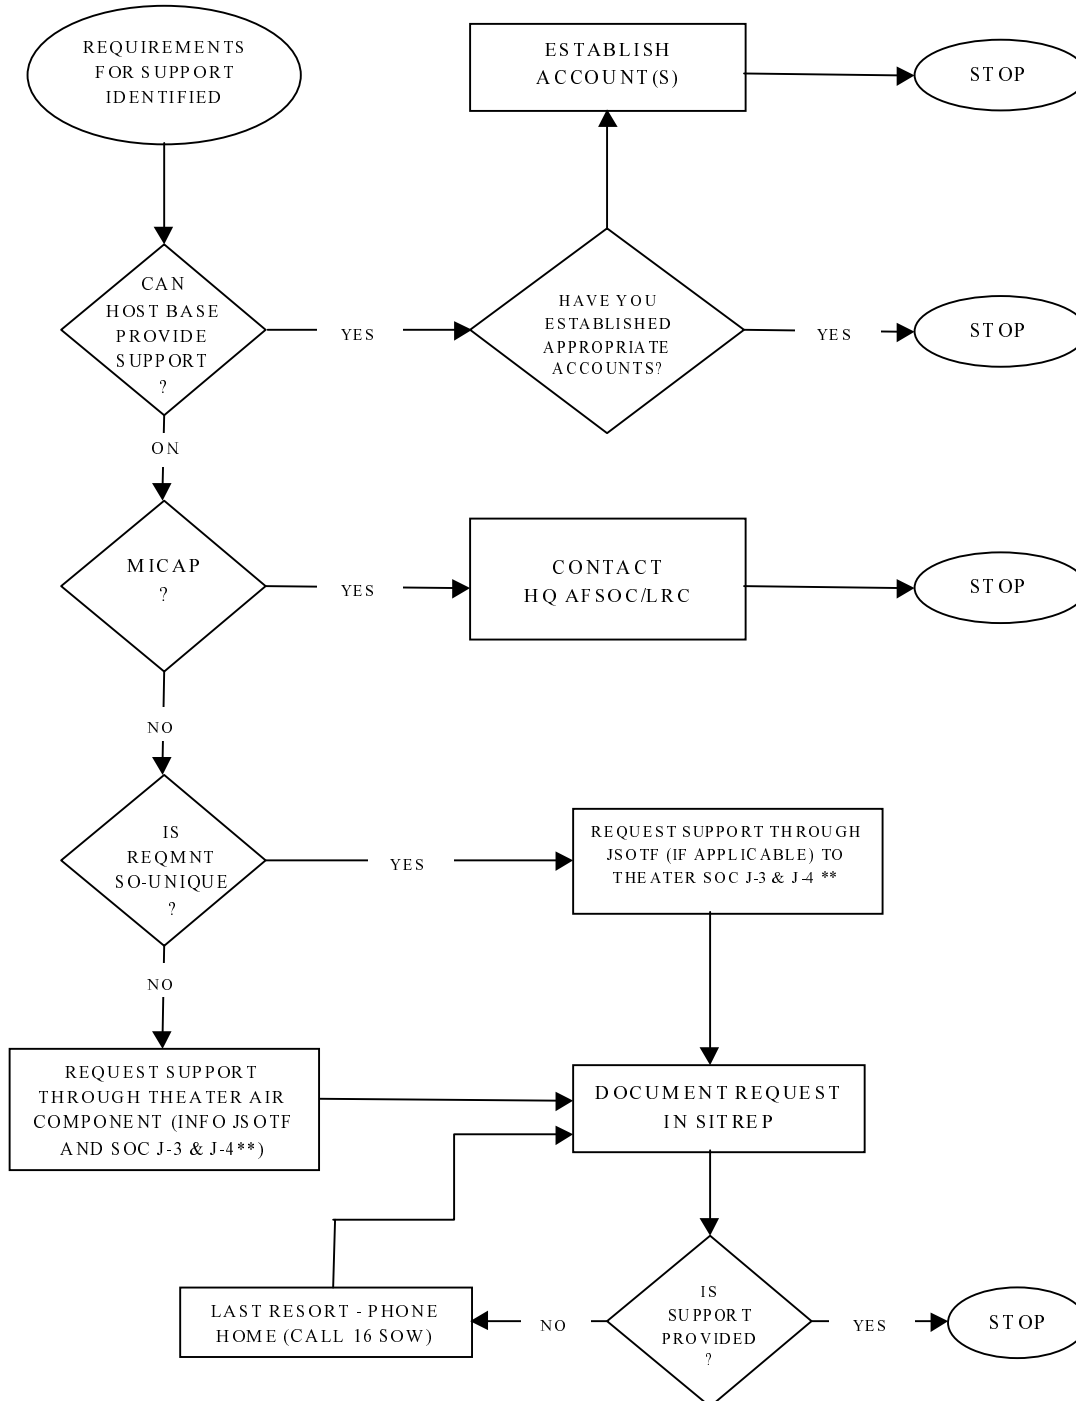 REQUIREMENTS
FOR SUPPORT
IDENTIFIED
ESTABLISH
ACCOUNT(S)
STOP
CAN
HOST BASE
PROVIDE
SUPPORT
?
YES
HAVE YOU
ESTABLISHED
APPROPRIATE
ACCOUNTS?
YES
STOP
ON
MICAP
?
YES
CONTACT
HQ AFSOC/LRC
STOP
NO
IS
REQMNT
SO-UNIQUE
?
YES
REQUEST SUPPORT THROUGH
JSOTF (IF APPLICABLE) TO
THEATER SOC J-3 & J-4 **
NO
REQUEST SUPPORT
THROUGH THEATER AIR
COMPONENT (INFO JSOTF
AND SOC J-3 & J-4**)
DOCUMENT REQUEST
IN SITREP
LAST RESORT - PHONE
HOME (CALL 16 SOW)
NO
IS
SUPPORT
PROVIDED
?
YES
STOP